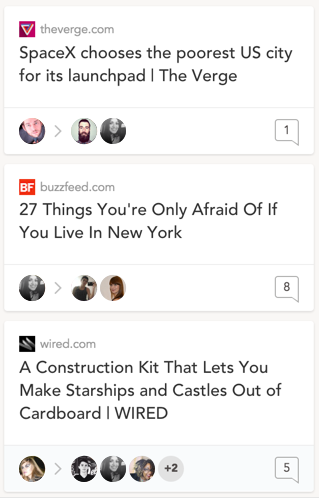 theverge.com
SpaceX chooses the poorest US city
for its launchpad | The Verge
1
BF buzzfeed.com
27 Things You're Only Afraid Of If
You Live In New York
8
wired.com
A Construction Kit That Lets You
Make Starships and Castles Out of
Cardboard | WIRED
+2
5